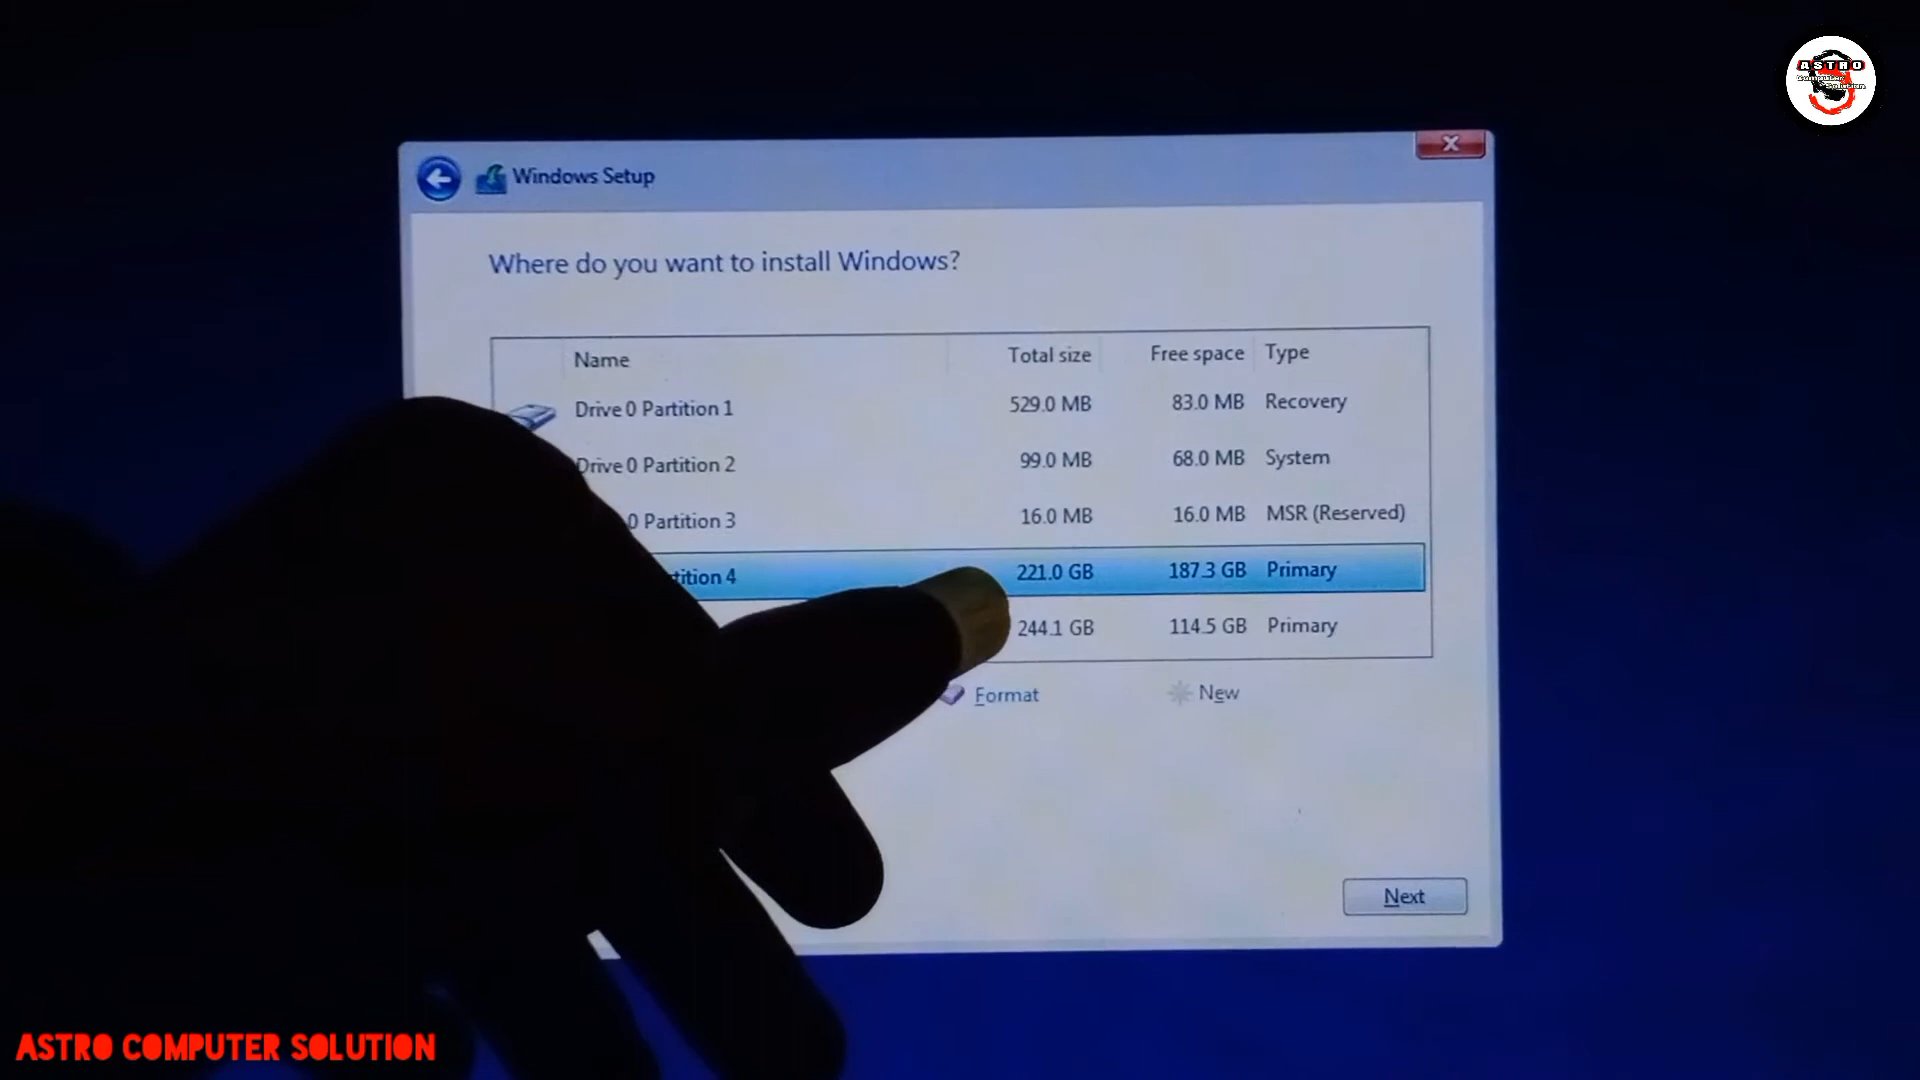 ASTRO
Windows Setup
Where do you want to install Windows?
Name Total size Free space Type
Drive 0 Partition 1 529.0 MB 83.0 MB Recovery
Drive 0 Partition 2 99.0 MB 68.0 MB System
0 Partition 3 16.0 MB 16.0 MB MSR (Reserved)
tition 4 221.0 GB 187.3 GB Primary
244.1 GB 114.5 GB Primary
Format New
Next
ASTRO COMPUTER SOLUTION